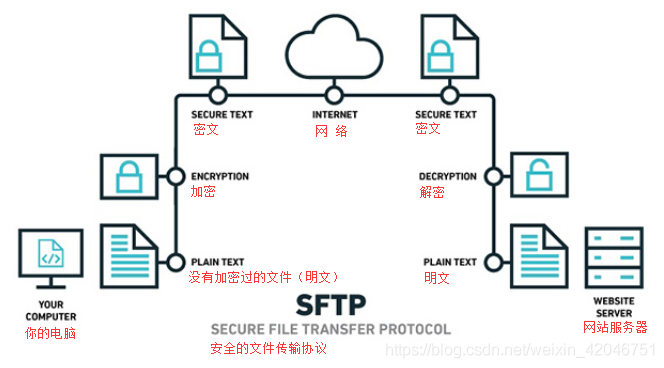 SECURE TEXT
密文
INTERNET
网 络
SECURE TEXT
密文
ENCRYPTION
加密
DECRYPTION
解密
PLAIN TEXT
没有加密过的文件（明文）
PLAIN TEXT
明文
YOUR
COMPUTER
你的电脑
WEBSITE
SERVER
网站服务器
SFTP
SECURE FILE TRANSFER PROTOCOL
安全的文件传输协议
https://blog.csdn.net/weixin_42046751